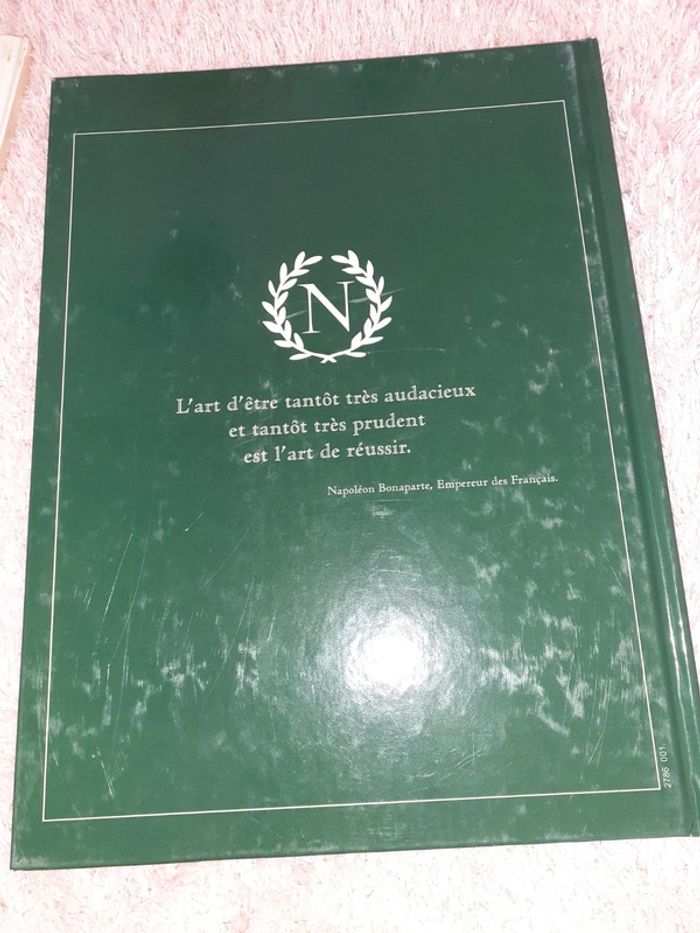 N
L'art d'être tantôt très audacieux
et tantôt très prudent
est l'art de réussir.
Napoléon Bonaparte, Empereur des Français.
2786 001.